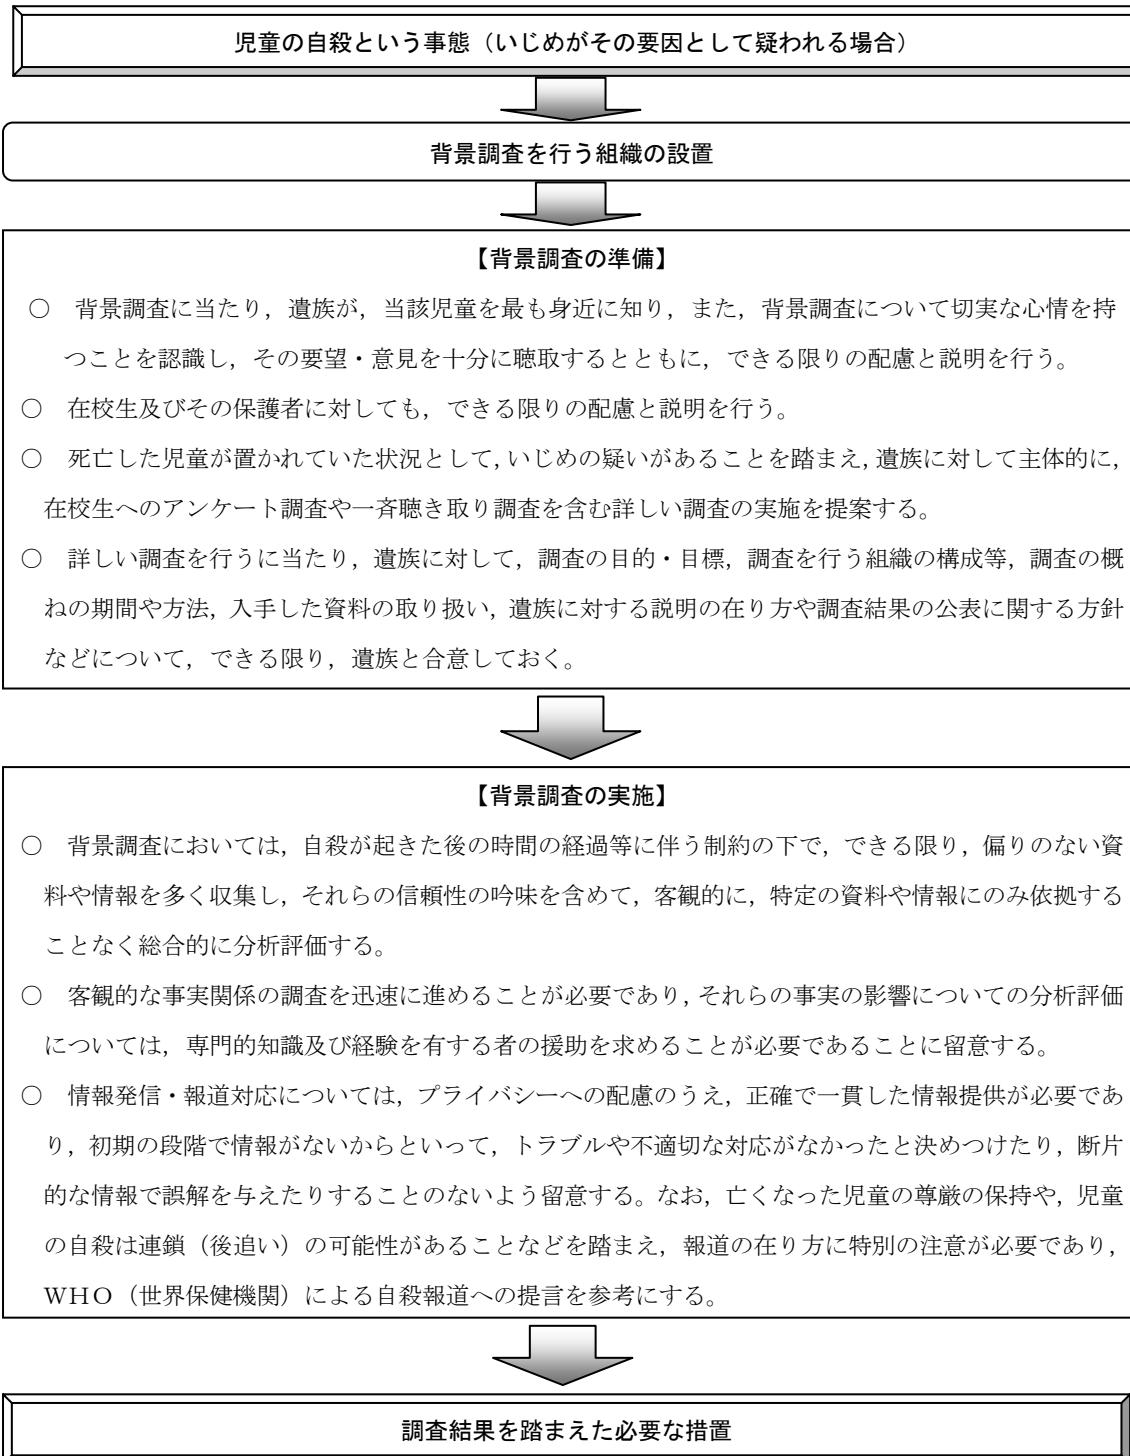 児童の自殺という事態（いじめがその要因として疑われる場合）
背景調査を行う組織の設置
【背景調査の準備】
○　背景調査に当たり，遺族が，当該児童を最も身近に知り，また，背景調査について切実な心情を持
つことを認識し，その要望・意見を十分に聴取するとともに，できる限りの配慮と説明を行う。
○　在校生及びその保護者に対しても，できる限りの配慮と説明を行う。
○　死亡した児童が置かれていた状況として，いじめの疑いがあることを踏まえ，遺族に対して主体的に，
在校生へのアンケート調査や一斉聴き取り調査を含む詳しい調査の実施を提案する。
○　詳しい調査を行うに当たり，遺族に対して，調査の目的・目標，調査を行う組織の構成等，調査の概
ねの期間や方法，入手した資料の取り扱い，遺族に対する説明の在り方や調査結果の公表に関する方針
などについて，できる限り，遺族と合意しておく。
【背景調査の実施】
○　背景調査においては，自殺が起きた後の時間の経過等に伴う制約の下で，できる限り，偏りのない資
料や情報を多く収集し，それらの信頼性の吟味を含めて，客観的に，特定の資料や情報にのみ依拠する
ことなく総合的に分析評価する。
○　客観的な事実関係の調査を迅速に進めることが必要であり，それらの事実の影響についての分析評価
については，専門的知識及び経験を有する者の援助を求めることが必要であることに留意する。
○　情報発信・報道対応については，プライバシーへの配慮のうえ，正確で一貫した情報提供が必要であ
り，初期の段階で情報がないからといって，トラブルや不適切な対応がなかったと決めつけたり，断片
的な情報で誤解を与えたりすることのないよう留意する。なお，亡くなった児童の尊厳の保持や，児童
の自殺は連鎖（後追い）の可能性があることなどを踏まえ，報道の在り方に特別の注意が必要であり，
ＷＨＯ（世界保健機関）による自殺報道への提言を参考にする。
調査結果を踏まえた必要な措置